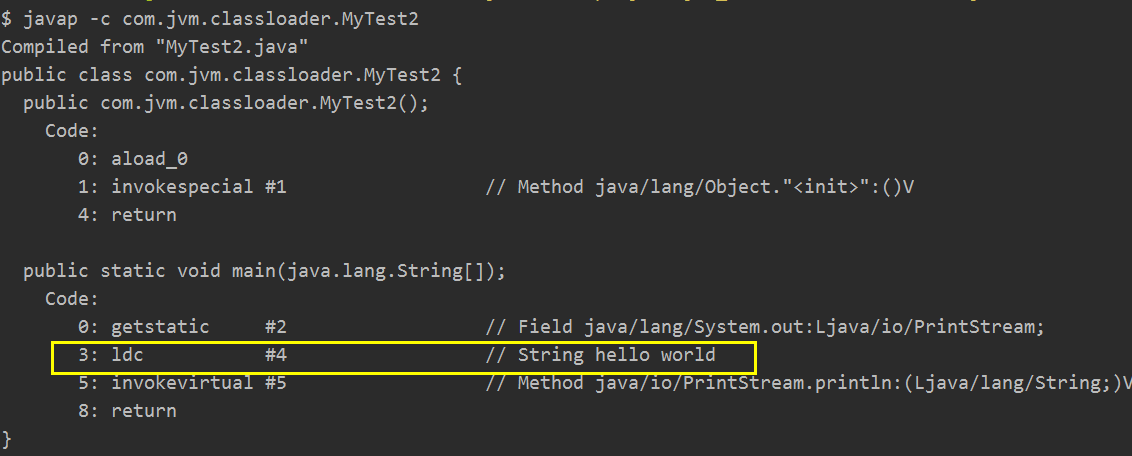 $ javap -c com.jvm.classloader.MyTest2
Compiled from "MyTest2.java"
public class com.jvm.classloader.MyTest2 {
  public com.jvm.classloader.MyTest2();
    Code:
       0: aload_0
       1: invokespecial #1                  // Method java/lang/Object."<init>":()V
       4: return

  public static void main(java.lang.String[]);
    Code:
       0: getstatic     #2                  // Field java/lang/System.out:Ljava/io/PrintStream;
       3: ldc           #4                  // String hello world
       5: invokevirtual #5                  // Method java/io/PrintStream.println:(Ljava/lang/String;)V
       8: return
}